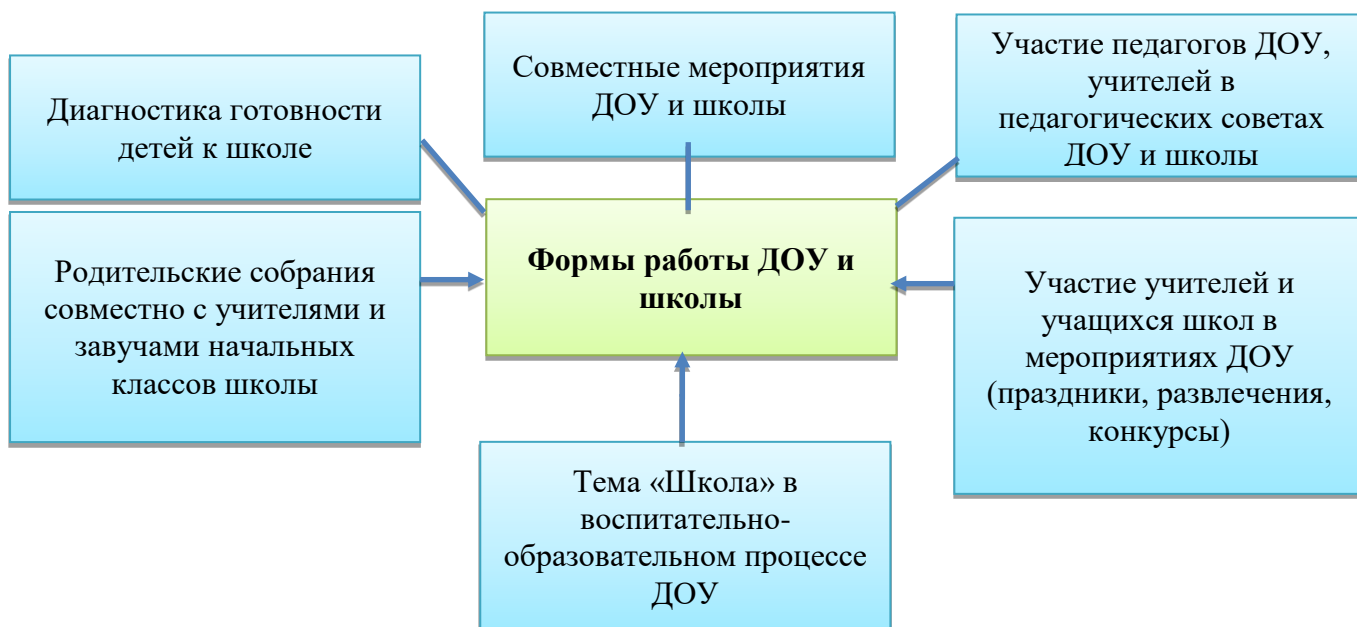 Диагностика готовности
детей к школе
Совместные мероприятия
ДОУ и школы
Участие педагогов ДОУ,
учителей в
педагогических советах
ДОУ и школы
Родительские собрания
совместно с учителями и
завучами начальных
классов школы
Формы работы ДОУ и
школы
Участие учителей и
учащихся школ в
мероприятиях ДОУ
(праздники, развлечения,
конкурсы)
Тема «Школа» в
воспитательно-
образовательном процессе
ДОУ